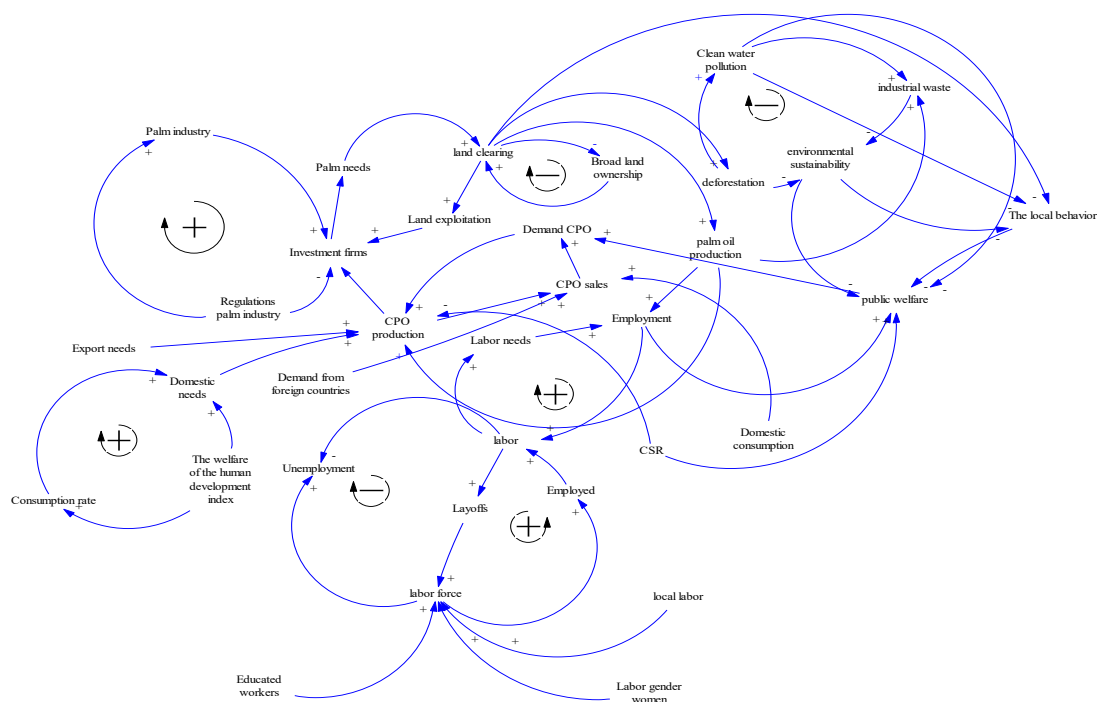 Clean water
pollution
industrial waste
Palm industry
land clearing
environmental
sustainability
Palm needs
Broad land
ownership
deforestation
Land exploitation
The local behavior
Demand CPO
palm oil
production
Investment firms
CPO sales
public welfare
Regulations
palm industry
CPO
production
Employment
Labor needs
Export needs
Demand from
foreign countries
Domestic
needs
labor
CSR
Domestic
consumption
The welfare
of the human
development
index
Unemployment
Consumption rate
Employed
Layoffs
labor force
local labor
Educated
workers
Labor gender
women